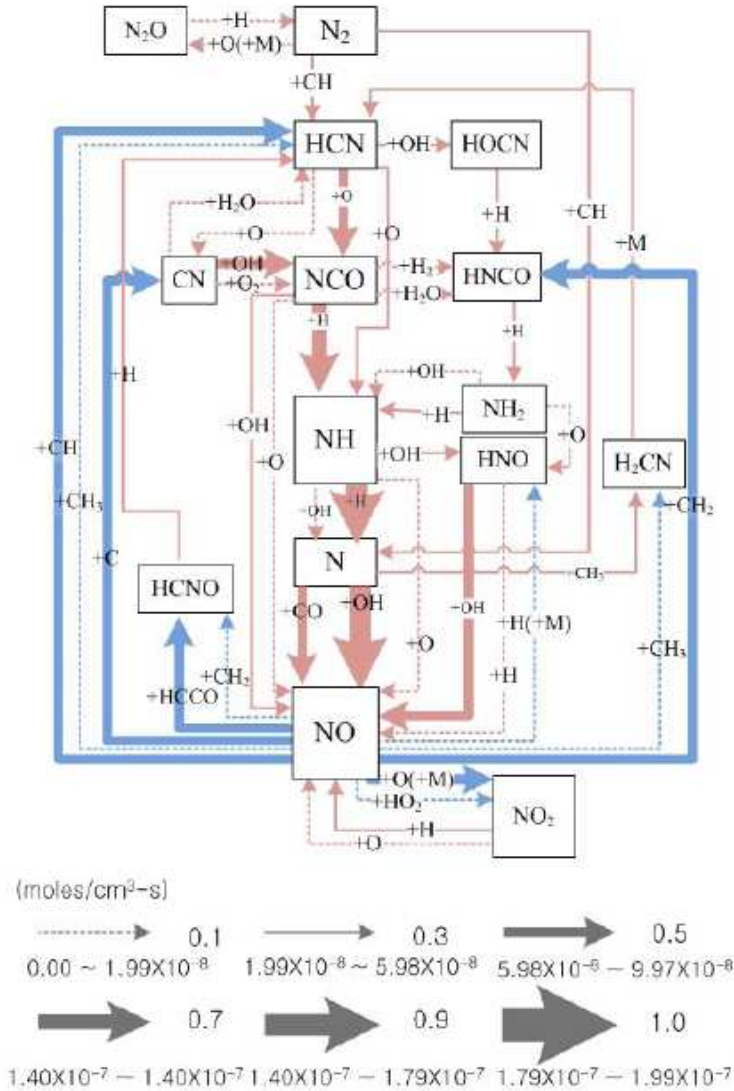 N₂O
+H
N₂
+O(+M)
+CH
HCN
+OH
HOCN
+H₂O
+O
+O
+O
+H
+CH
+M
CN
OH
+O₂
NCO
+H₂
+H₂O
HNCO
+H
+H
+H
+OH
NH
+H
NH₂
+OH
+O
+OH
HNO
+O
H₂CN
+CH
+CH₃
+C
-OH
+H
+CH₂
N
+CH₃
HCNO
+CO
+OH
-OH
+H(+M)
+O
+CH₂
+HCCO
+H
+CH₃
NO
+O(+M)
+HO₂
NO₂
+H
+O
(moles/cm³-s)
0.1
0.3
0.5
0.00 ~ 1.99X10⁻⁸
1.99X10⁻⁸ ~ 5.98X10⁻⁸
5.98X10⁻⁸ ~ 9.97X10⁻⁸
0.7
0.9
1.0
1.40X10⁻⁷ ~ 1.40X10⁻⁷
1.40X10⁻⁷ ~ 1.79X10⁻⁷
1.79X10⁻⁷ ~ 1.99X10⁻⁷